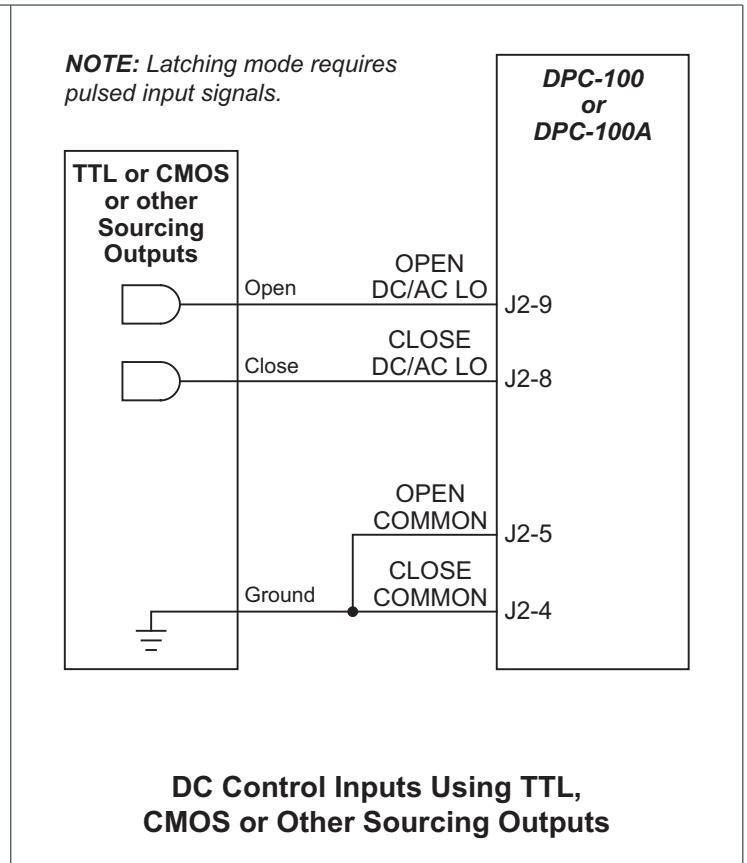 NOTE: Latching mode requires
pulsed input signals.
DPC-100
or
DPC-100A
TTL or CMOS
or other
Sourcing
Outputs
Open
OPEN
DC/AC LO
J2-9
Close
CLOSE
DC/AC LO
J2-8
OPEN
COMMON
J2-5
Ground
CLOSE
COMMON
J2-4
DC Control Inputs Using TTL,
CMOS or Other Sourcing Outputs